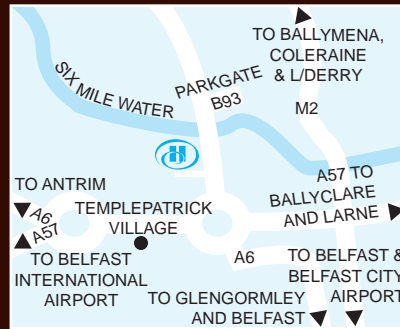 TO BALLYMENA,
COLERAINE
& L/DERRY
SIX MILE WATER
PARKGATE
B93
M2
H
TO ANTRIM
A6
A57
TEMPLEPATRICK
VILLAGE
A57 TO
BALLYCLARE
AND LARNE
TO BELFAST
INTERNATIONAL
AIRPORT
A6
TO BELFAST &
BELFAST CITY
AIRPORT
TO GLENGORMLEY
AND BELFAST